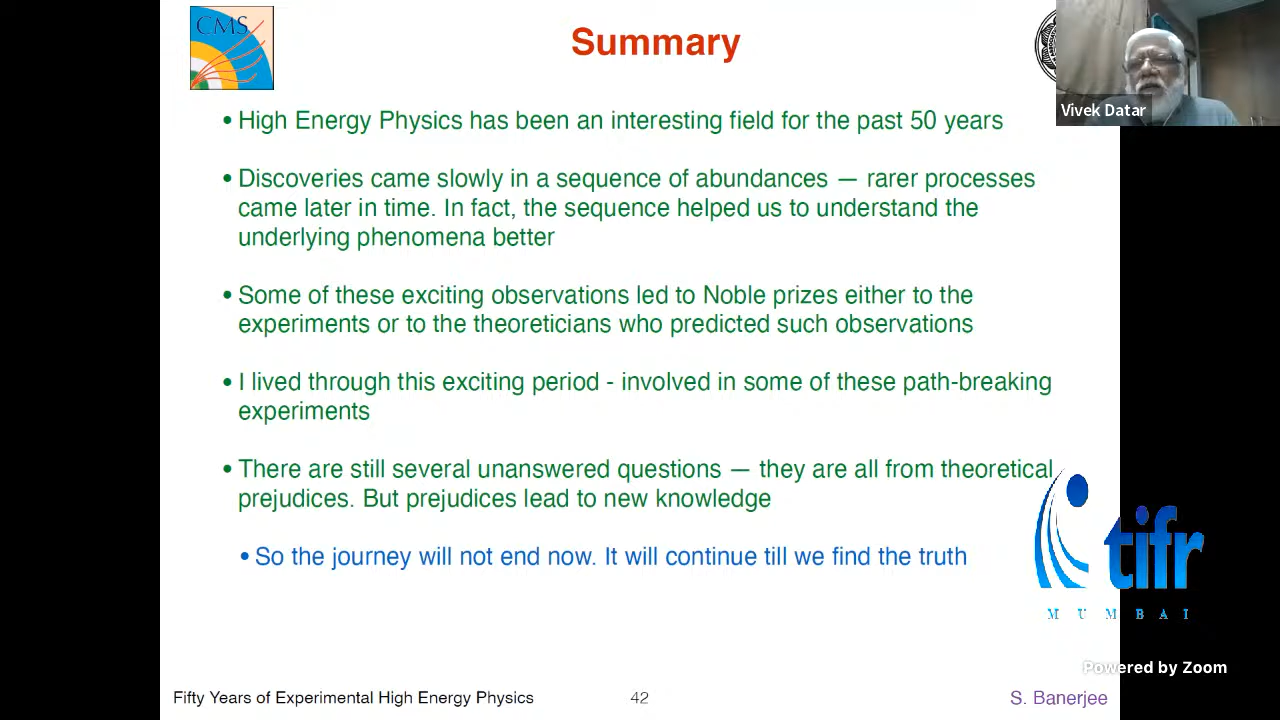 CMS
Summary
Vivek Datar
• High Energy Physics has been an interesting field for the past 50 years
• Discoveries came slowly in a sequence of abundances — rarer processes
came later in time. In fact, the sequence helped us to understand the
underlying phenomena better
• Some of these exciting observations led to Noble prizes either to the
experiments or to the theoreticians who predicted such observations
• I lived through this exciting period - involved in some of these path-breaking
experiments
• There are still several unanswered questions — they are all from theoretical
prejudices. But prejudices lead to new knowledge
• So the journey will not end now. It will continue till we find the truth
tifr
MUMBAI
Powered by Zoom
Fifty Years of Experimental High Energy Physics
42
S. Banerjee